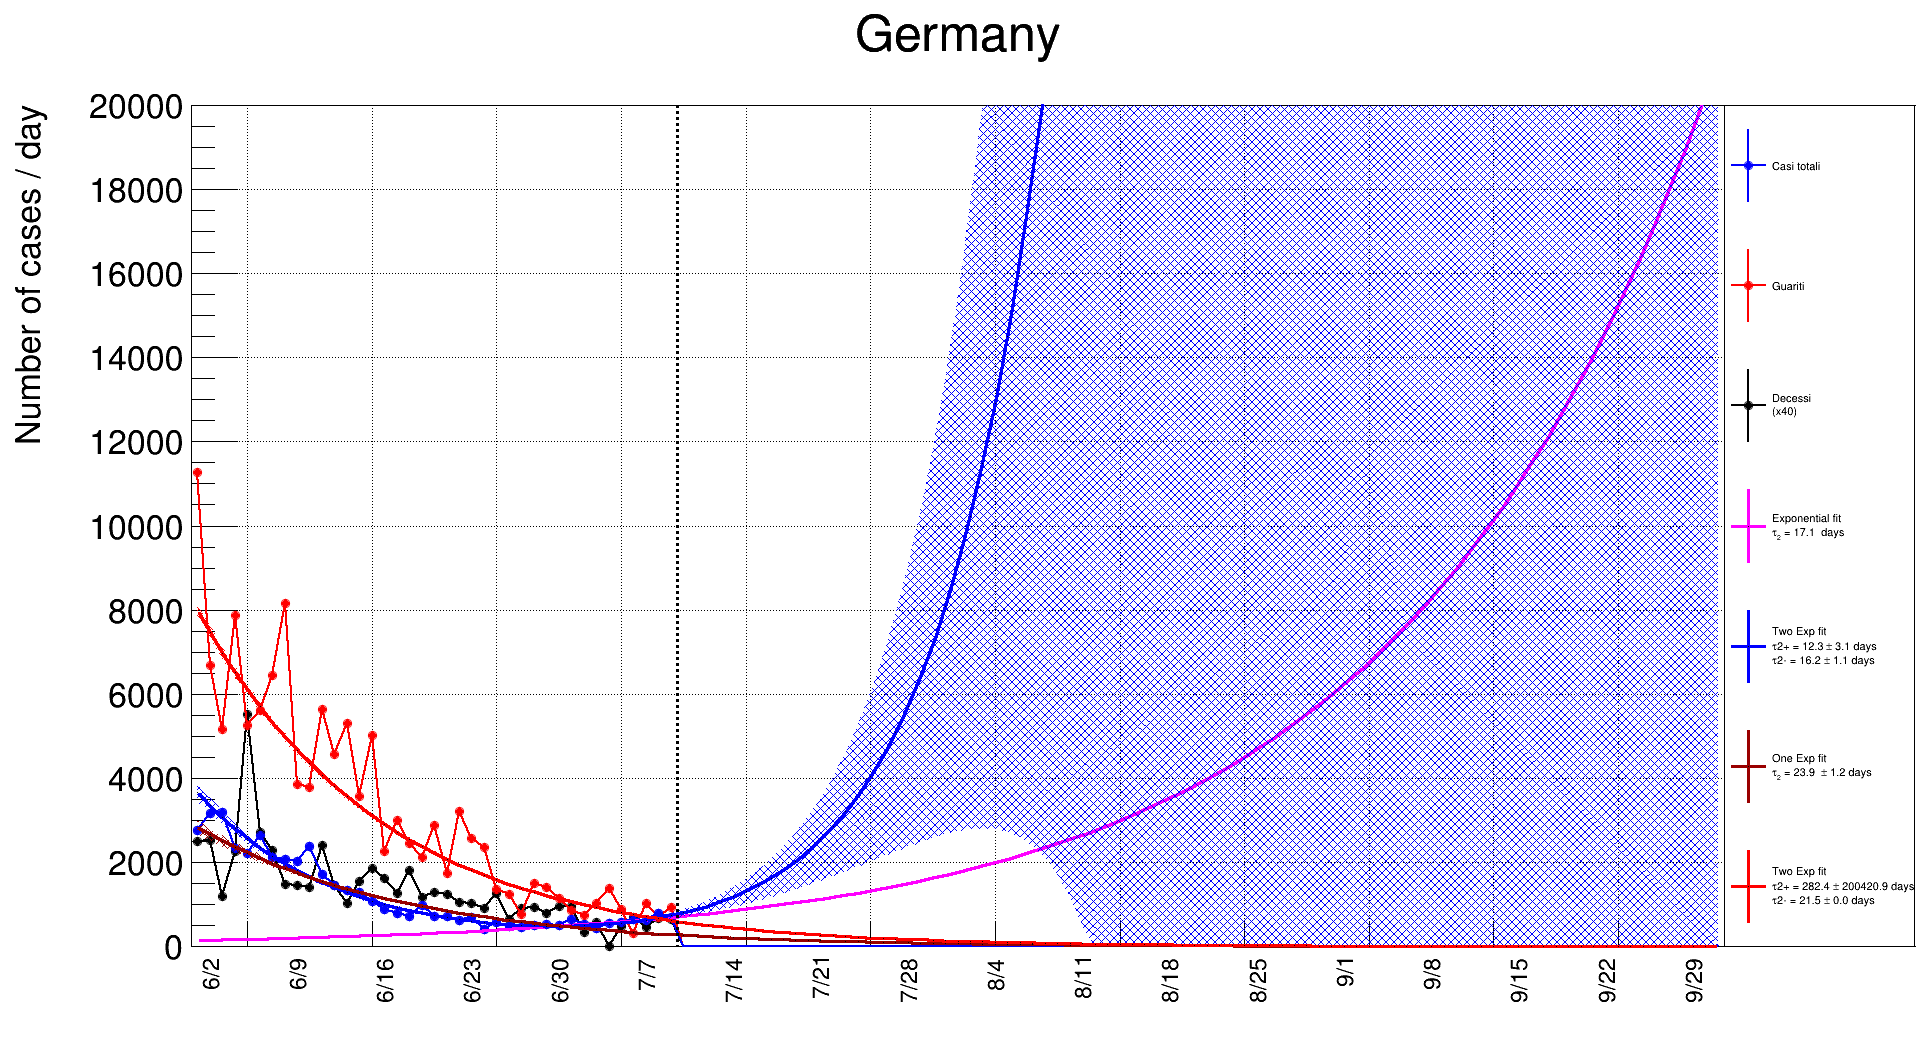 Germany
Number of cases / day
20000
18000
16000
14000
12000
10000
8000
6000
4000
2000
0
6/2
6/9
6/16
6/23
6/30
7/7
7/14
7/21
7/28
8/4
8/11
8/18
8/25
9/1
9/8
9/15
9/22
9/29
Casi totali
Guariti
Decessi
(x40)
Exponential fit
τ₂ = 17.1 days
Two Exp fit
τ2+ = 12.3 ± 3.1 days
τ2- = 16.2 ± 1.1 days
One Exp fit
τ₂ = 23.9 ± 1.2 days
Two Exp fit
τ2+ = 282.4 ± 200420.9 days
τ2- = 21.5 ± 0.0 days